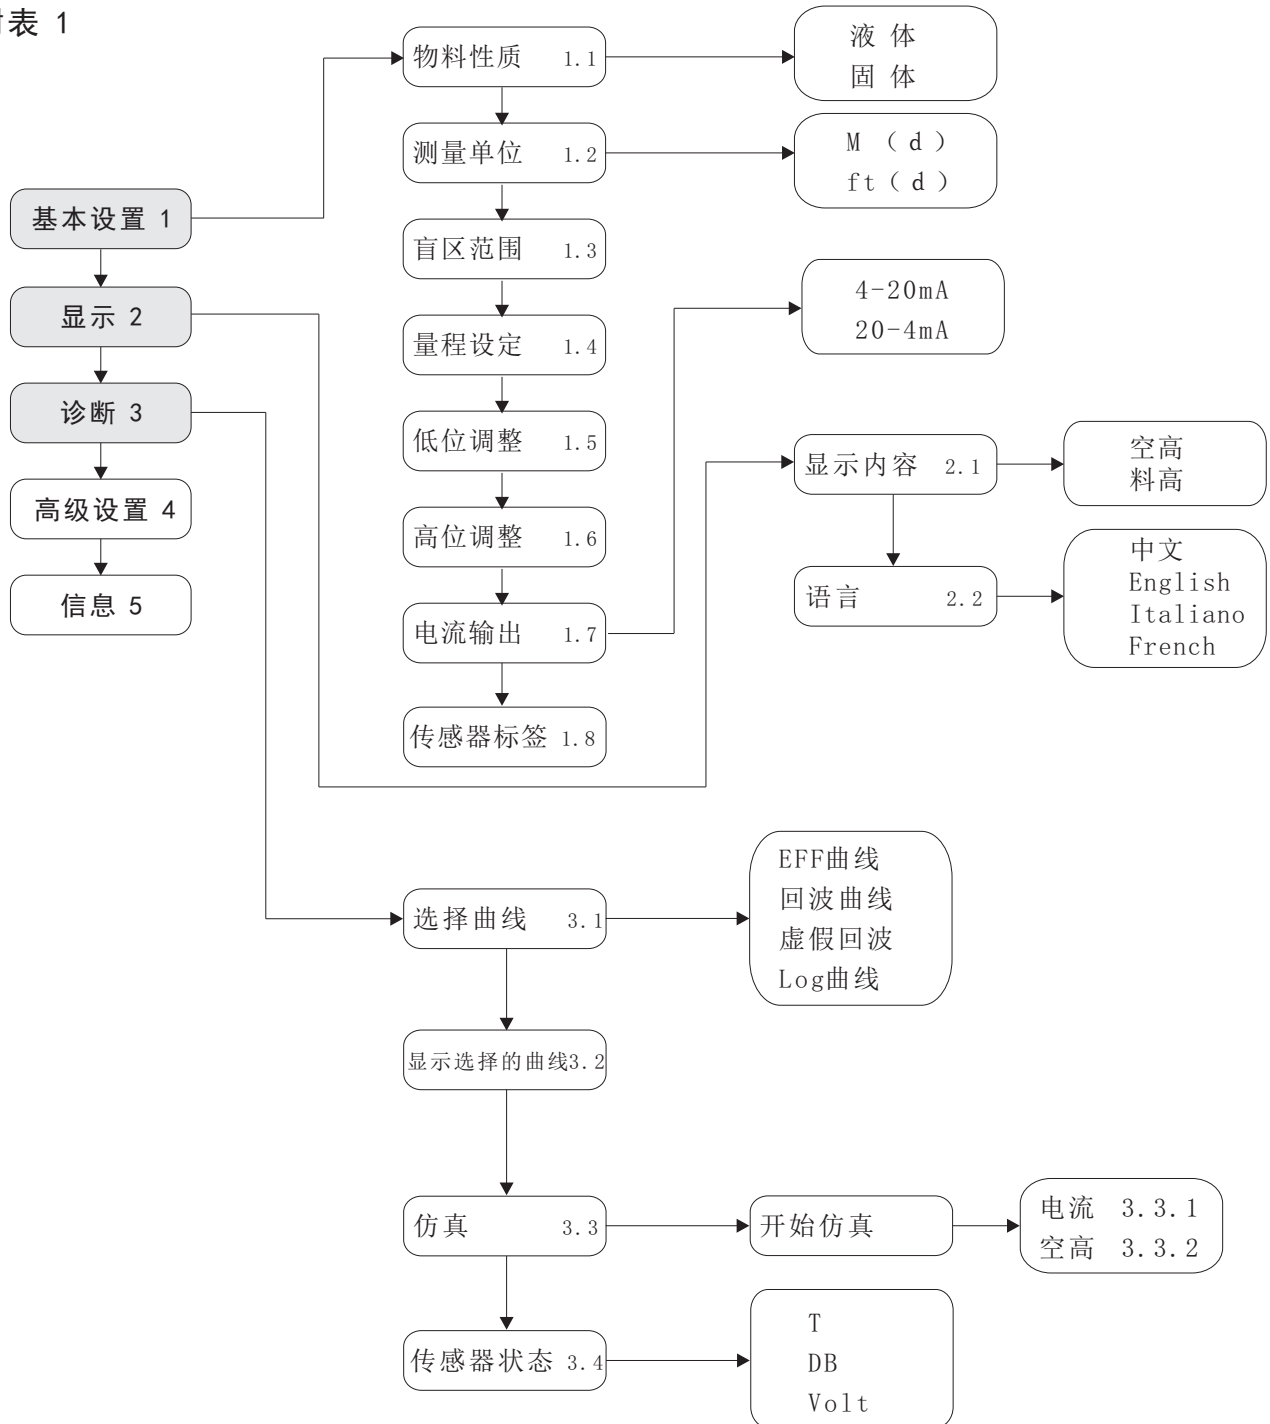 表 1
基本设置 1
显示 2
诊断 3
高级设置 4
信息 5
物料性质 1.1
液 体
固 体
测量单位 1.2
M （ d ）
ft（ d ）
盲区范围 1.3
量程设定 1.4
低位调整 1.5
高位调整 1.6
电流输出 1.7
4-20mA
20-4mA
传感器标签 1.8
显示内容 2.1
空高
料高
语言 2.2
中文
English
Italiano
French
选择曲线 3.1
EFF曲线
回波曲线
虚假回波
Log曲线
显示选择的曲线3.2
仿真 3.3
开始仿真
电流 3.3.1
空高 3.3.2
传感器状态 3.4
T
DB
Volt